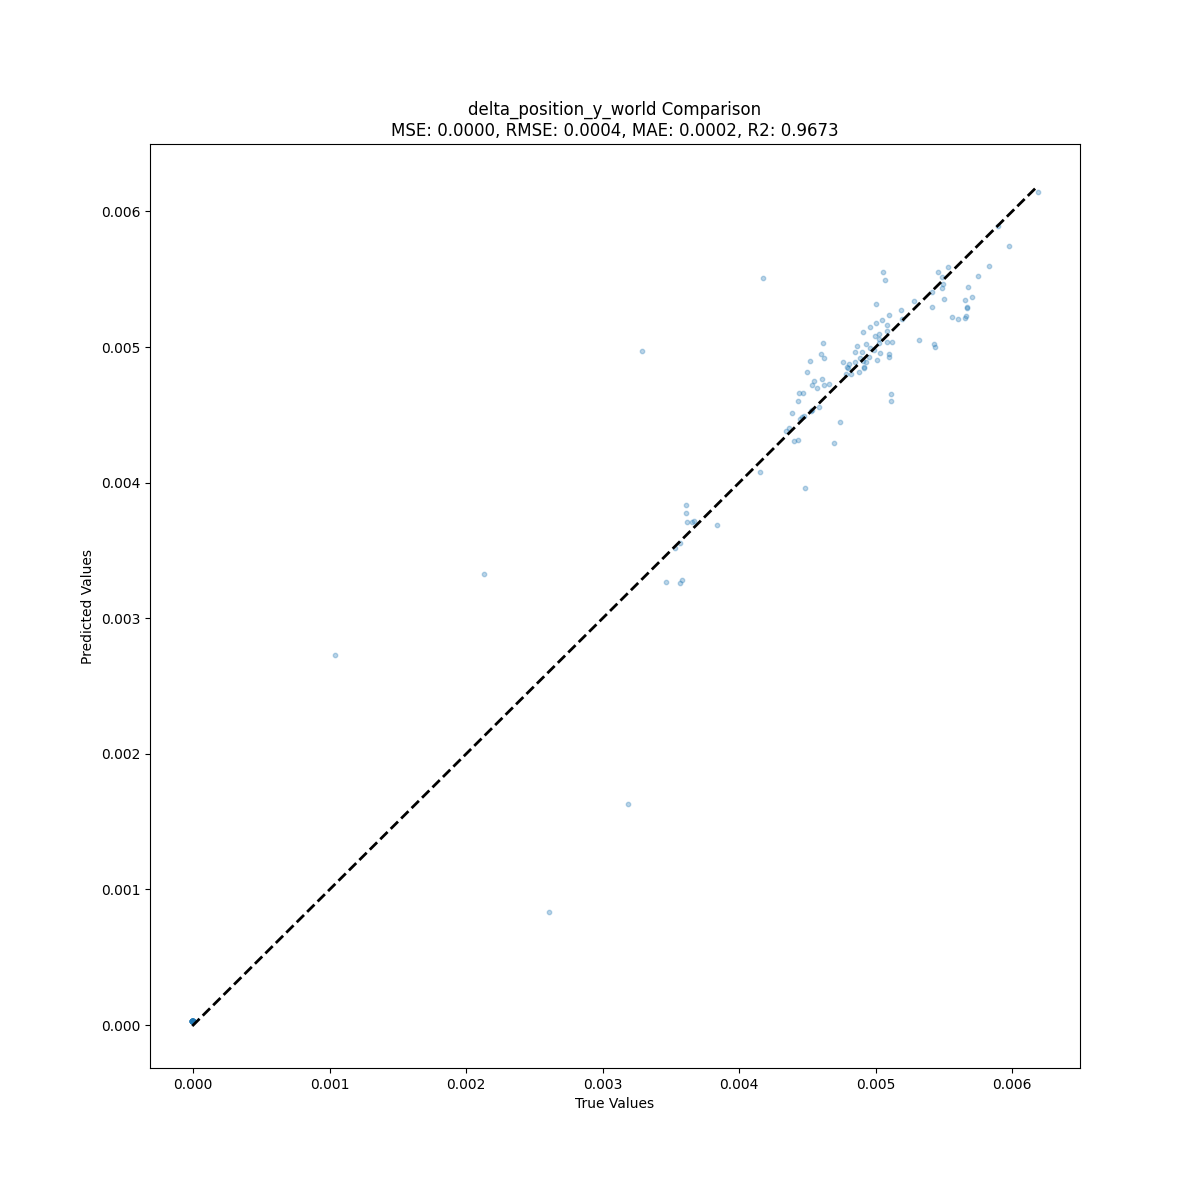 delta_position_y_world Comparison
MSE: 0.0000, RMSE: 0.0004, MAE: 0.0002, R2: 0.9673
Predicted Values
0.006
0.005
0.004
0.003
0.002
0.001
0.000
0.000 0.001 0.002 0.003 0.004 0.005 0.006
True Values